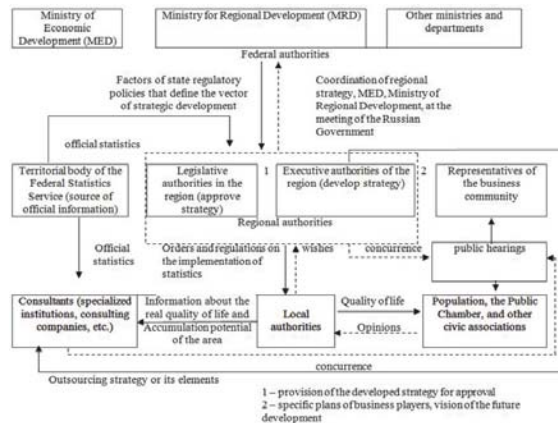 Ministry of
Economic
Development (MED)
Ministry for Regional Development (MRD)
Other ministries and
departments
Federal authorities
Factors of state regulatory
policies that define the vector
of strategic development
Coordination of regional
strategy, MED, Ministry of
Regional Development, at the
meeting of the Russian
Government
official statistics
Territorial body of the
Federal Statistics
Service (source of
official information)
Legislative
authorities in the
region (approve
strategy)
1
Executive authorities of the
region (develop strategy)
2
Representatives of
the business
community
Regional authorities
Official
statistics
Orders and regulations on
the implementation of
statistics
wishes
concurrence
public hearings
Consultants (specialized
institutions, consulting
companies, etc.)
Information about the
real quality of life and
Accumulation potential
of the area
Local
authorities
Quality of life
Opinions
Population, the Public
Chamber, and other
civic associations
concurrence
Outsourcing strategy or its elements
1 – provision of the developed strategy for approval
2 – specific plans of business players, vision of the future
development